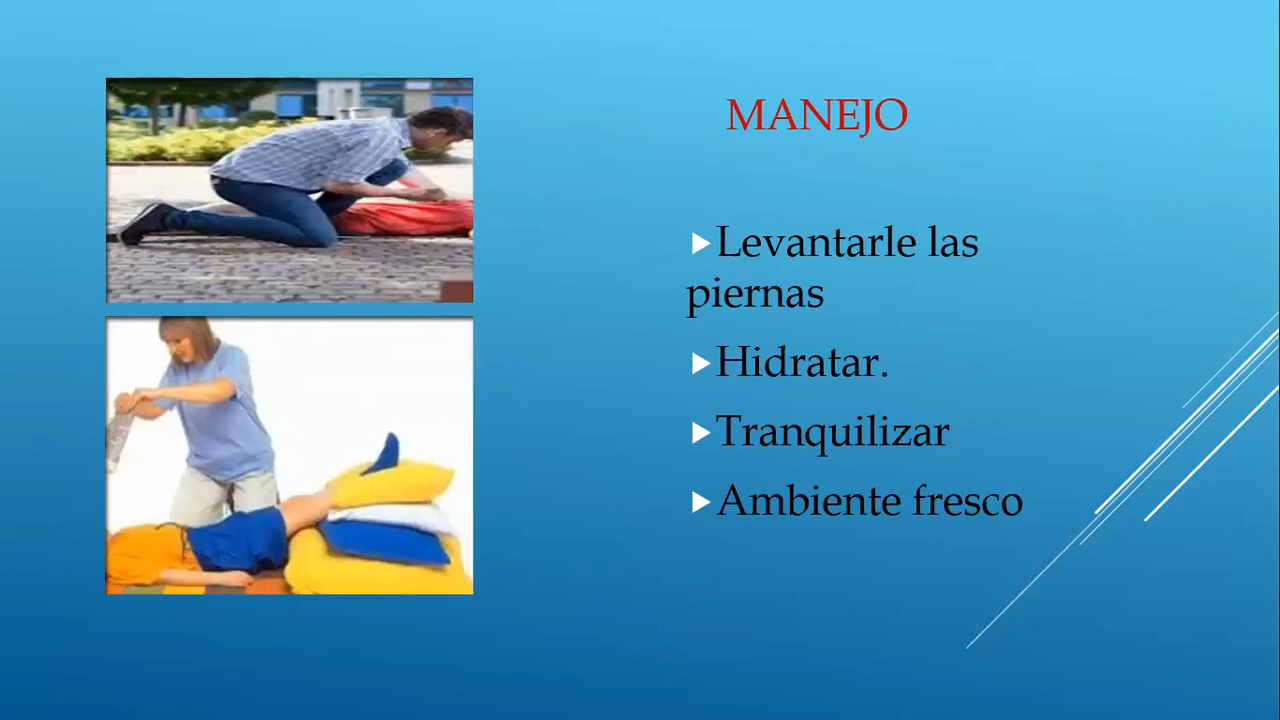 MANEJO
Levantarle las
piernas
Hidratar.
Tranquilizar
Ambiente fresco